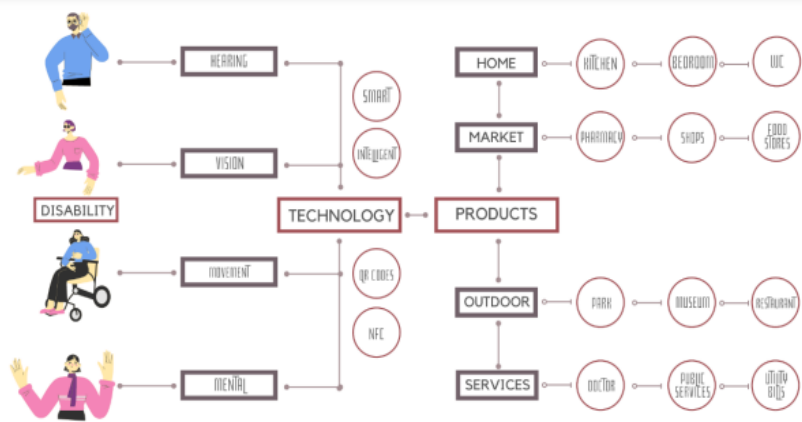 HEARING
VISION
DISABILITY
MOVEMENT
MENTAL
SMART
INTELLIGENT
TECHNOLOGY
QR CODES
NFC
PRODUCTS
HOME
KITCHEN
BEDROOM
WC
MARKET
PHARMACY
SHOPS
FOOD
STORES
OUTDOOR
PARK
MUSEUM
RESTAURANT
SERVICES
DOCTOR
PUBLIC
SERVICES
UTILITY
BILLS